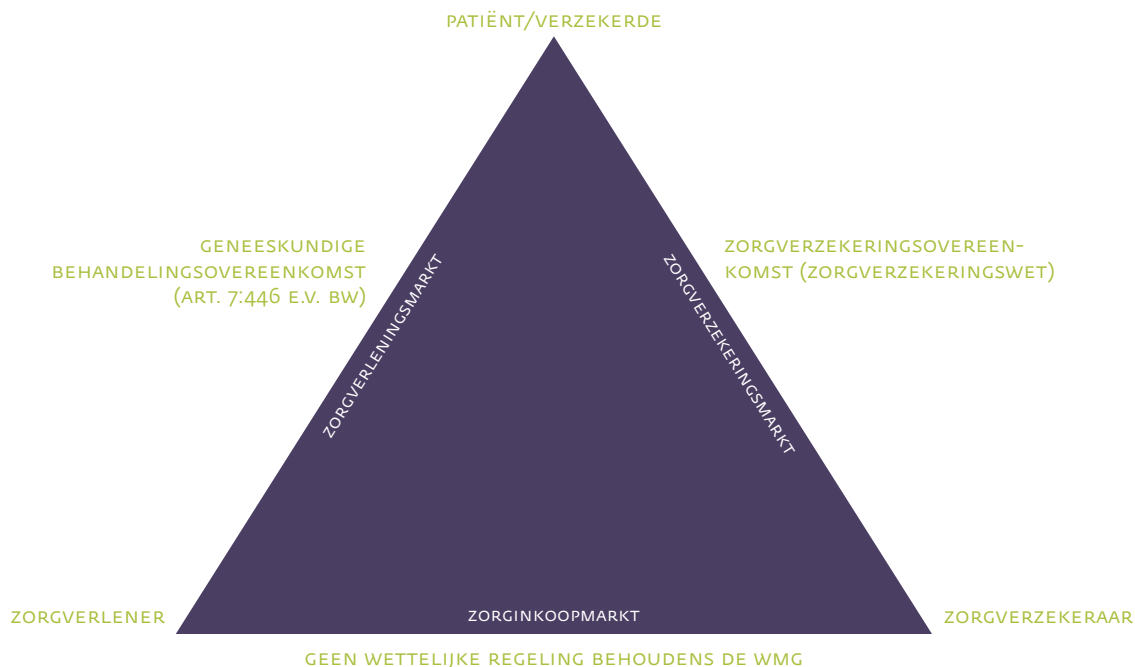 PATIËNT/VERZEKERDE
GENEESKUNDIGE
BEHANDELINGSOVEREENKOMST
(ART. 7:446 E.V. BW)
ZORGVERLENINGSMARKT
ZORGVERZEKERINGSMARKT
ZORGVERZEKERINGSOVEREEN-
KOMST (ZORGVERZEKERINGSWET)
ZORGVERLENER
ZORGINKOOPMARKT
ZORGVERZEKERAAR
GEEN WETTELIJKE REGELING BEHOUDENS DE WMG